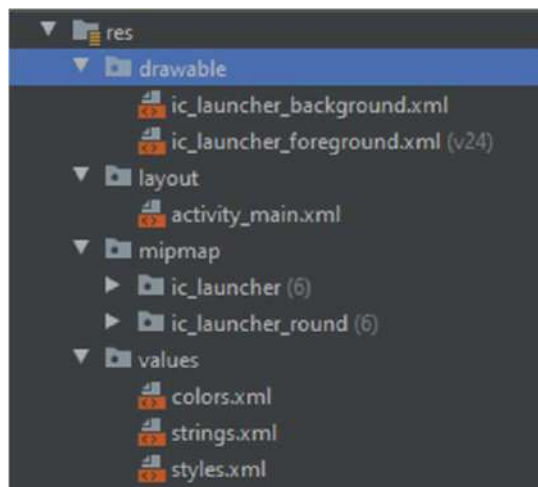 res
drawable
ic_launcher_background.xml
ic_launcher_foreground.xml (v24)
layout
activity_main.xml
mipmap
ic_launcher (6)
ic_launcher_round (6)
values
colors.xml
strings.xml
styles.xml